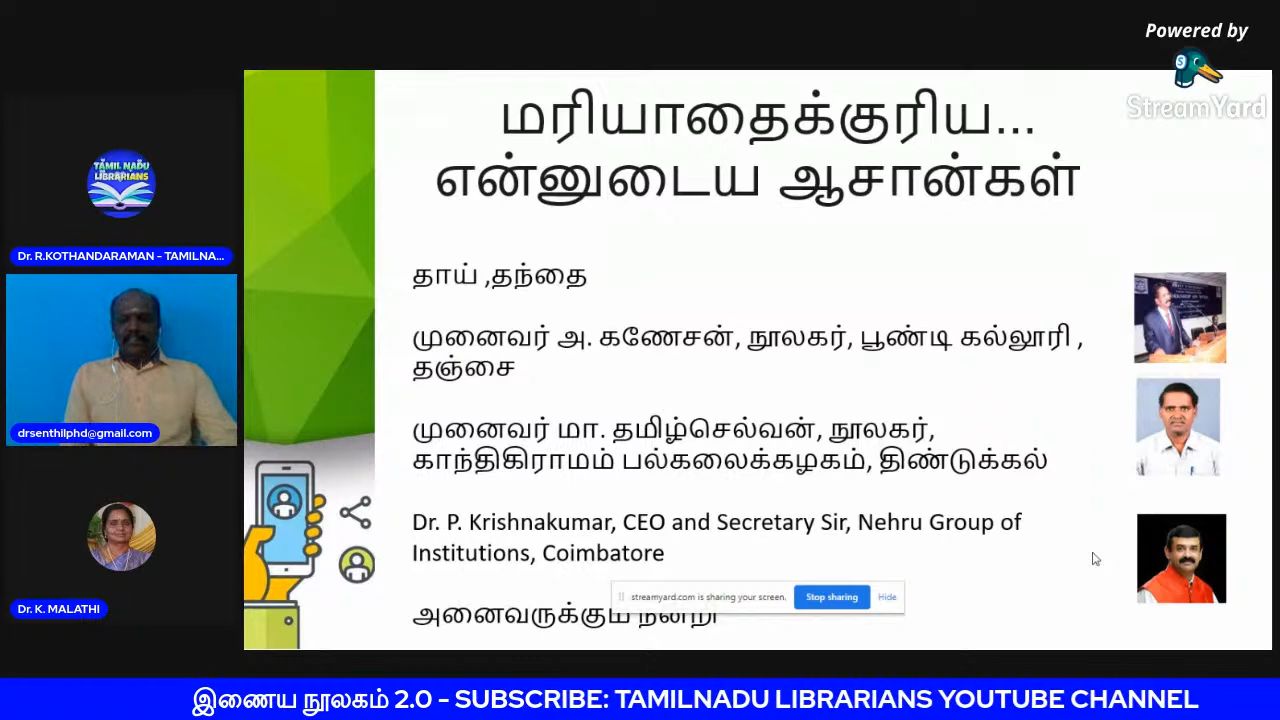 Powered by
StreamYard
மரியாதைக்குரிய...
என்னுடைய ஆசான்கள்
TAMIL NADU
LIBRARIANS
Dr. R.KOTHANDARAMAN - TAMILNA...
தாய் ,தந்தை
முனைவர் அ. கணேசன், நூலகர், பூண்டி கல்லூரி ,
தஞ்சை
drsenthilphd@gmail.com
முனைவர் மா. தமிழ்செல்வன், நூலகர்,
காந்திகிராமம் பல்கலைக்கழகம், திண்டுக்கல்
Dr. P. Krishnakumar, CEO and Secretary Sir, Nehru Group of
Institutions, Coimbatore
Dr. K. MALATHI
streamyard.com is sharing your screen. Stop sharing Hide
அனைவருக்கும் நன்றி
இணைய நூலகம் 2.0 - SUBSCRIBE: TAMILNADU LIBRARIANS YOUTUBE CHANNEL